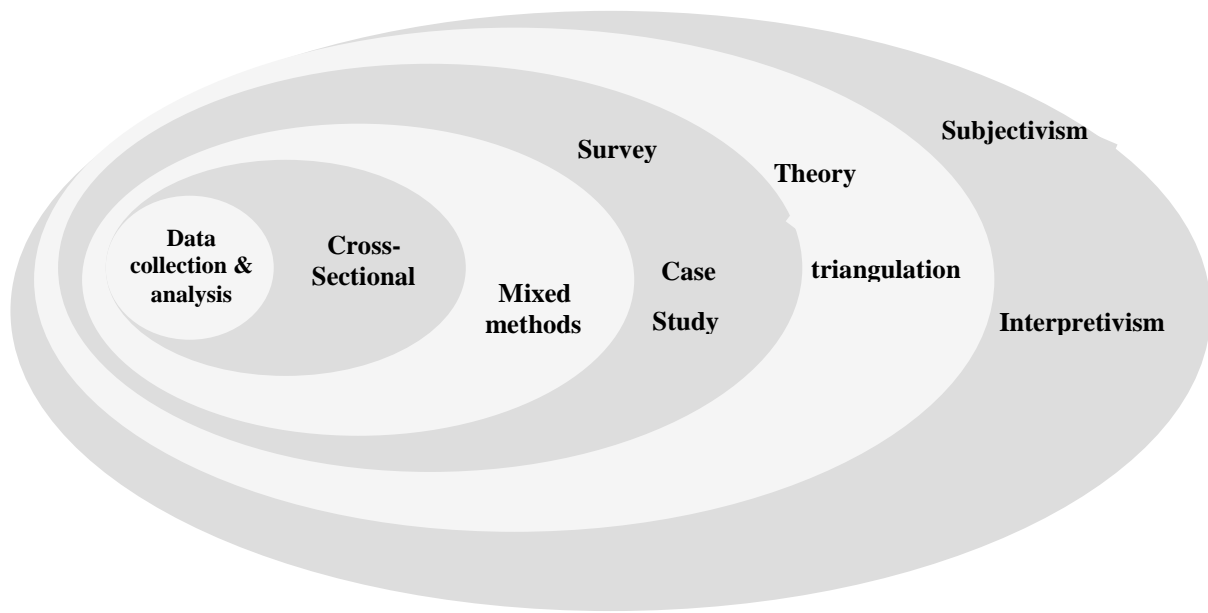 Data
collection &
analysis
Cross-
Sectional
Mixed
methods
Survey
Case
Study
Theory
triangulation
Subjectivism
Interpretivism